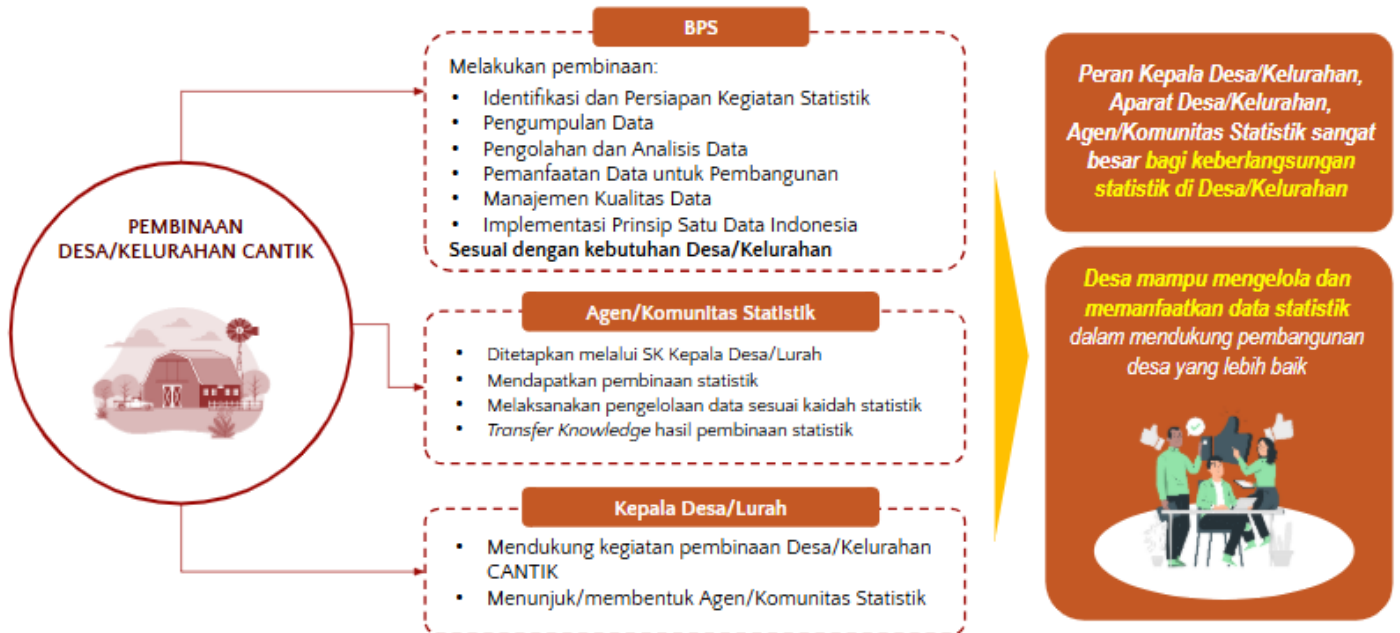 PEMBINAAN
DESA/KELURAHAN CANTIK
BPS
Melakukan pembinaan:
• Identifikasi dan Persiapan Kegiatan Statistik
• Pengumpulan Data
• Pengolahan dan Analisis Data
• Pemanfaatan Data untuk Pembangunan
• Manajemen Kualitas Data
• Implementasi Prinsip Satu Data Indonesia
Sesuai dengan kebutuhan Desa/Kelurahan
Agen/Komunitas Statistik
• Ditetapkan melalui SK Kepala Desa/Lurah
• Mendapatkan pembinaan statistik
• Melaksanakan pengelolaan data sesuai kaidah statistik
• Transfer Knowledge hasil pembinaan statistik
Kepala Desa/Lurah
• Mendukung kegiatan pembinaan Desa/Kelurahan
CANTIK
• Menunjuk/membentuk Agen/Komunitas Statistik
Peran Kepala Desa/Kelurahan,
Aparat Desa/Kelurahan,
Agen/Komunitas Statistik sangat
besar bagi keberlangsungan
statistik di Desa/Kelurahan
Desa mampu mengelola dan
memanfaatkan data statistik
dalam mendukung pembangunan
desa yang lebih baik